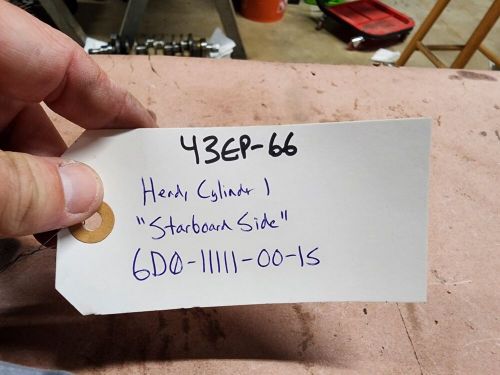 43EP-66
Head, Cylinder 1
"Starboard Side"
6D0-11111-00-1S